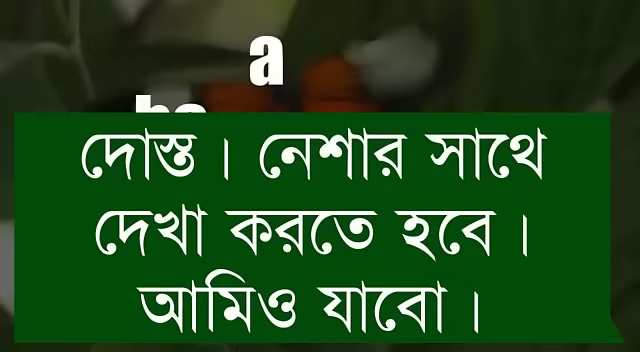 a
দোস্ত। নেশার সাথে
দেখা করতে হবে।
আমিও যাবো।